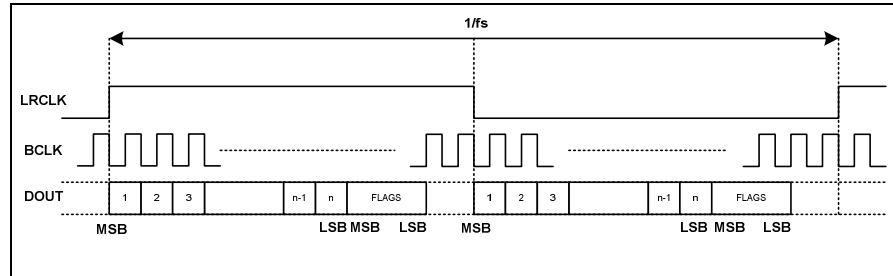 1/fs
LRCLK
BCLK
DOUT 1 2 3 n-1 n FLAGS 1 2 3 n-1 n FLAGS
MSB LSB MSB LSB MSB LSB MSB LSB